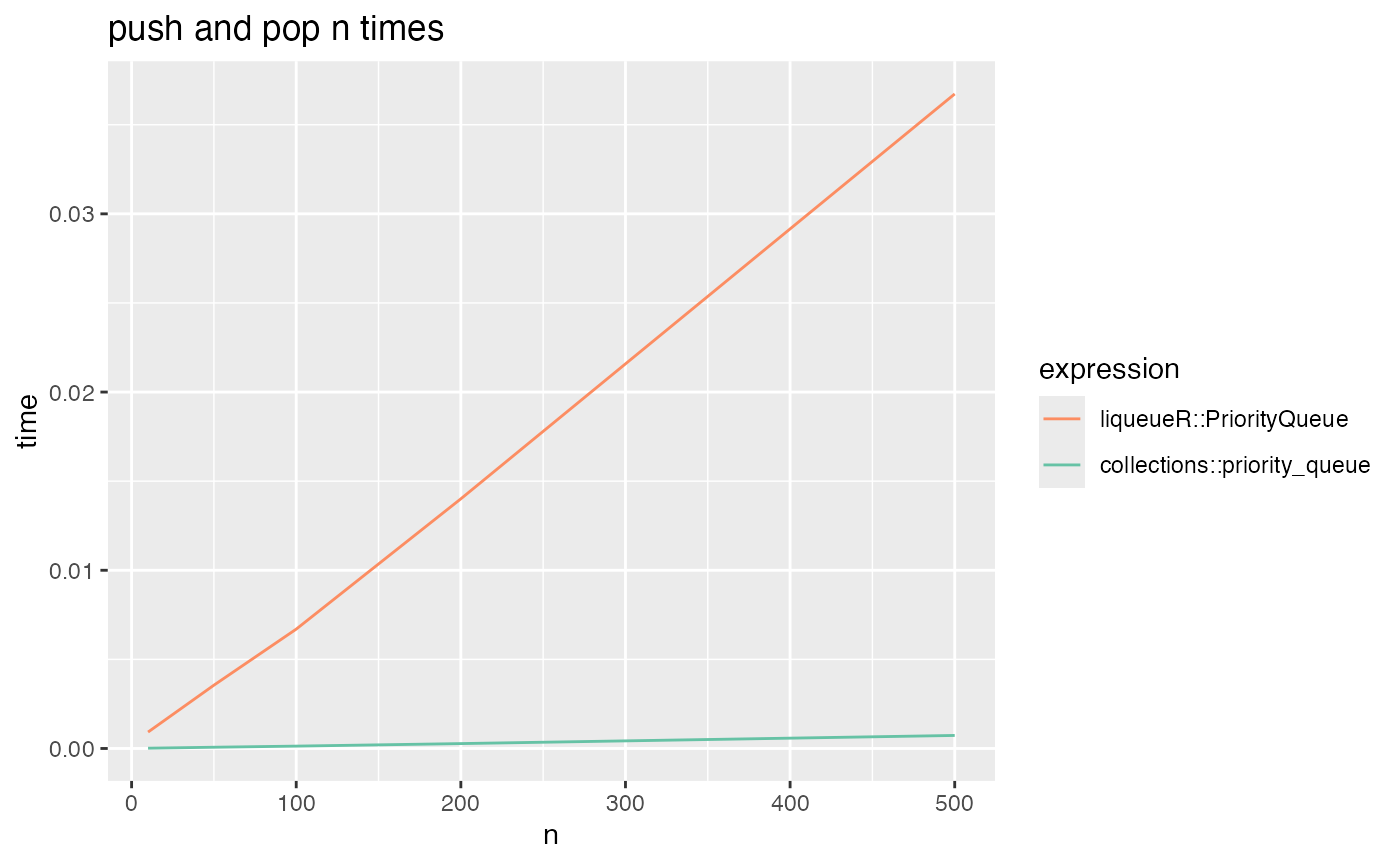 push and pop n times
0.03
0.02
0.01
0.00
time
0
100
200
300
400
500
n
expression
liqueueR::PriorityQueue
collections::priority_queue